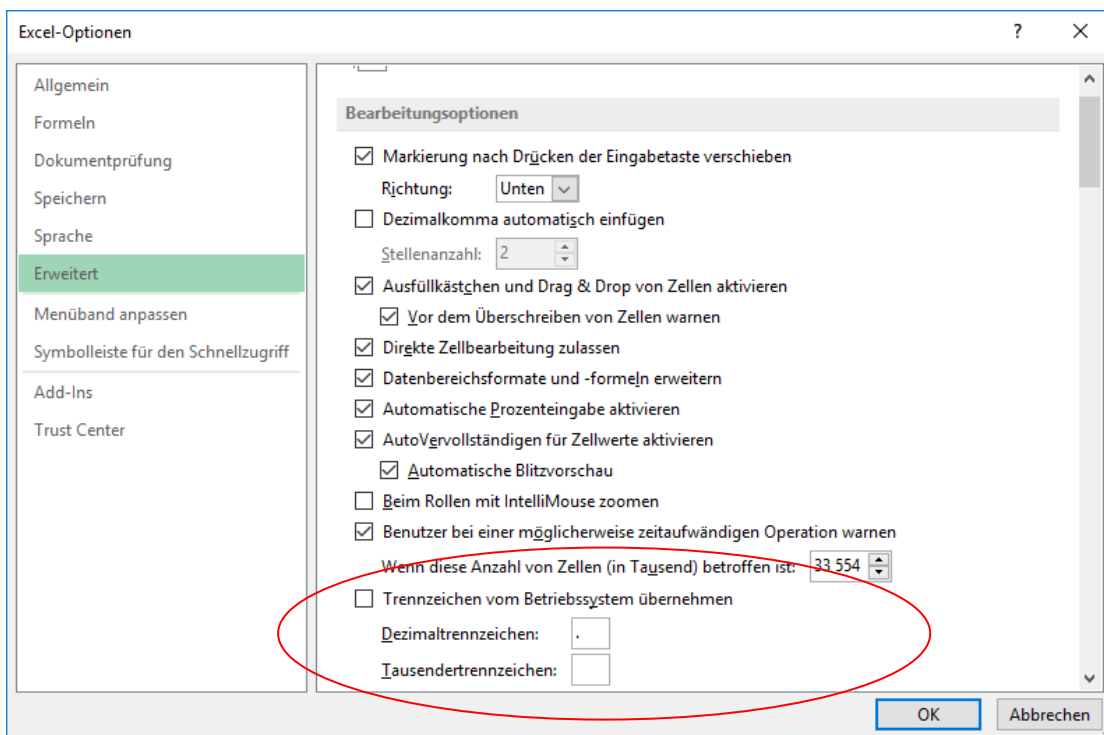 Excel-Optionen
?
Allgemein
Formeln
Dokumentprüfung
Speichern
Sprache
Erweitert
Menüband anpassen
Symbolleiste für den Schnellzugriff
Add-Ins
Trust Center
Bearbeitungsoptionen
Markierung nach Drücken der Eingabetaste verschieben
Richtung: Unten
Dezimalkomma automatisch einfügen
Stellenanzahl: 2
Ausfüllkästchen und Drag & Drop von Zellen aktivieren
Vor dem Überschreiben von Zellen warnen
Direkte Zellbearbeitung zulassen
Datenbereichsformate und -formeln erweitern
Automatische Prozenteingabe aktivieren
AutoVervollständigen für Zellwerte aktivieren
Automatische Blitzvorschau
Beim Rollen mit IntelliMouse zoomen
Benutzer bei einer möglicherweise zeitaufwändigen Operation warnen
Wenn diese Anzahl von Zellen (in Tausend) betroffen ist: 33 554
Trennzeichen vom Betriebssystem übernehmen
Dezimaltrennzeichen: .
Tausendertrennzeichen:
OK Abbrechen